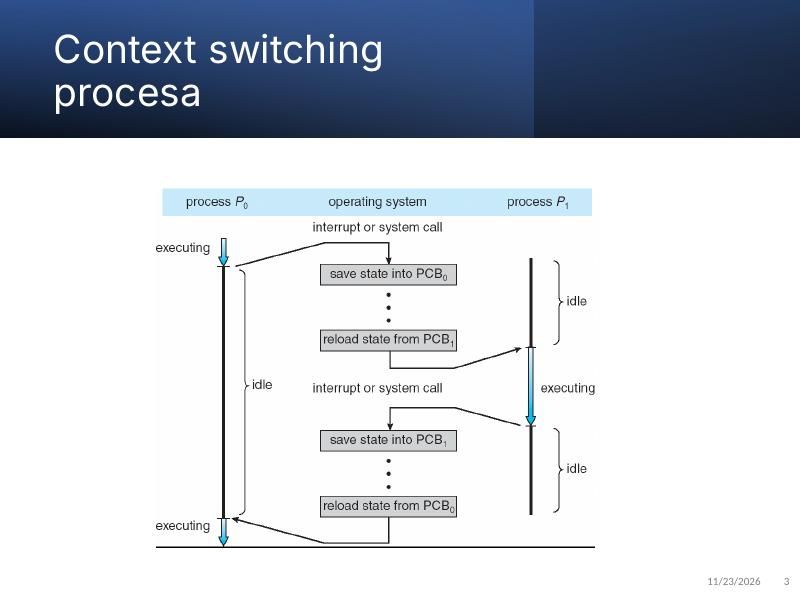 Context switching
procesa
process P0 operating system process P1
interrupt or system call
executing
save state into PCB0
idle
reload state from PCB1
idle
interrupt or system call
executing
save state into PCB1
idle
reload state from PCB0
executing
11/23/2026 3